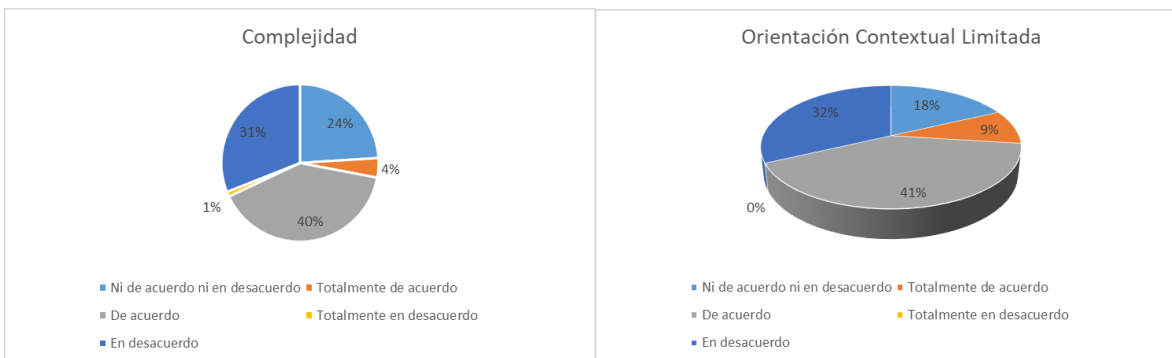 Complejidad
24%
31%
4%
1%
40%
■ Ni de acuerdo ni en desacuerdo ■ Totalmente de acuerdo
■ De acuerdo ■ Totalmente en desacuerdo
■ En desacuerdo
Orientación Contextual Limitada
18%
32%
9%
41%
0%
■ Ni de acuerdo ni en desacuerdo ■ Totalmente de acuerdo
■ De acuerdo ■ Totalmente en desacuerdo
■ En desacuerdo